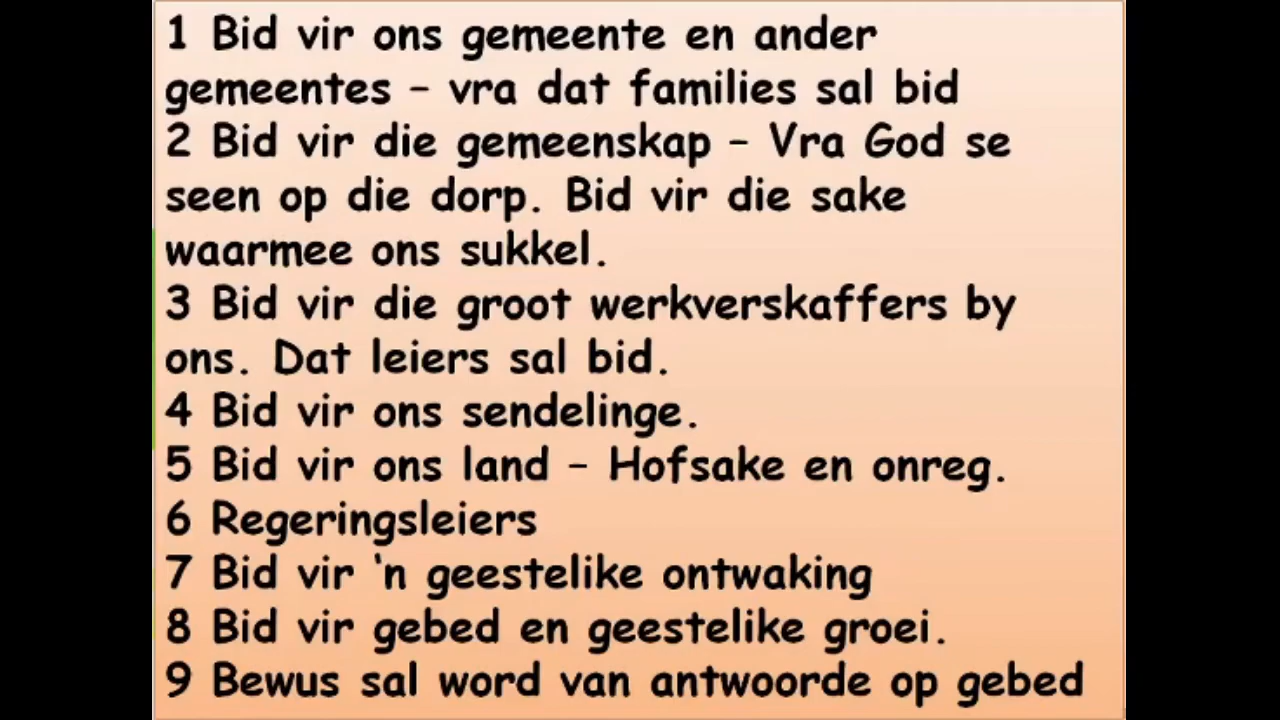 1 Bid vir ons gemeente en ander
gemeentes – vra dat families sal bid
2 Bid vir die gemeenskap – Vra God se
seen op die dorp. Bid vir die sake
waarmee ons sukkel.
3 Bid vir die groot werkverskaffers by
ons. Dat leiers sal bid.
4 Bid vir ons sendelinge.
5 Bid vir ons land – Hofsake en onreg.
6 Regeringsleiers
7 Bid vir ‘n geestelike ontwaking
8 Bid vir gebed en geestelike groei.
9 Bewus sal word van antwoorde op gebed